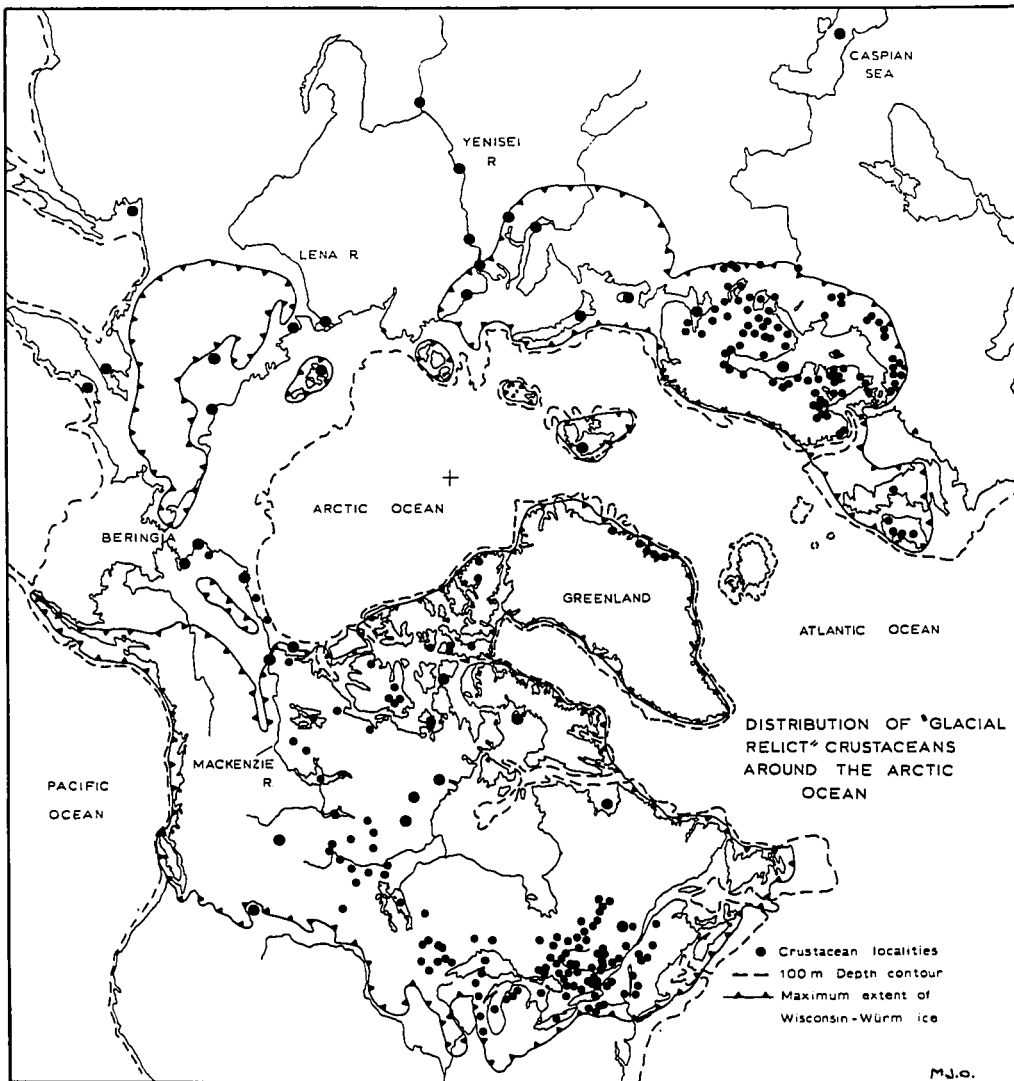 CASPIAN
SEA
YENISEI
R
LENA R
BERINGIA
ARCTIC OCEAN
GREENLAND
ATLANTIC OCEAN
DISTRIBUTION OF "GLACIAL
RELICT" CRUSTACEANS
AROUND THE ARCTIC
OCEAN
MACKENZIE
R.
PACIFIC
OCEAN
Crustacean localities
100 m Depth contour
Maximum extent of
Wisconsin-Würm ice
M.J.O.